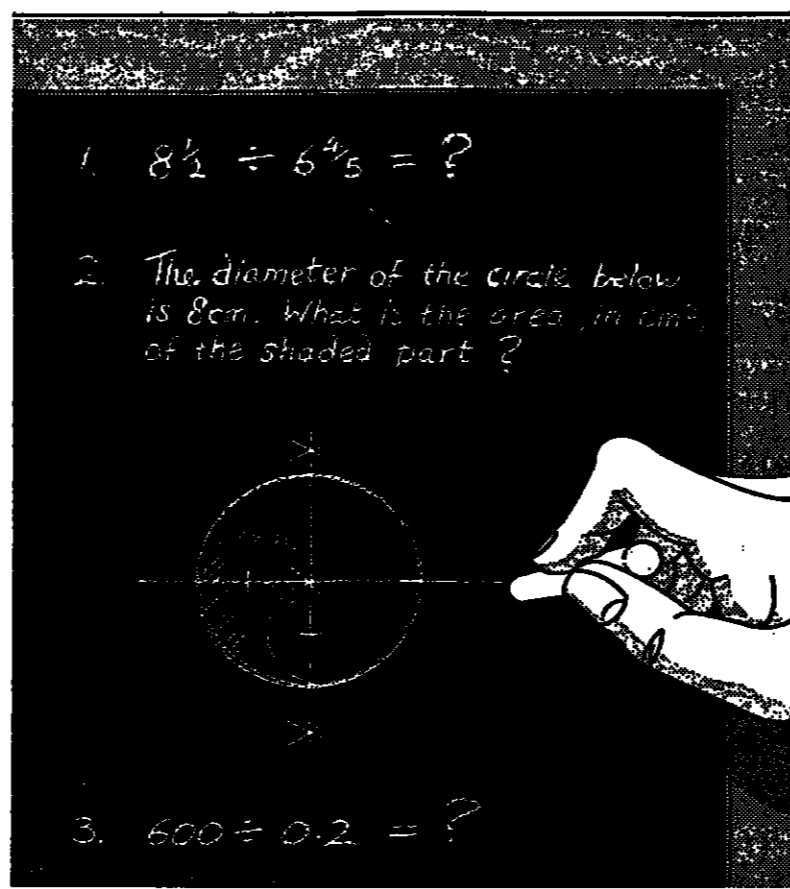 1. 8½ ÷ 6⅘ = ?
2. The diameter of the circle below
is 8cm. What is the area, in cm²,
of the shaded part ?
3. 600 ÷ 0·2 = ?